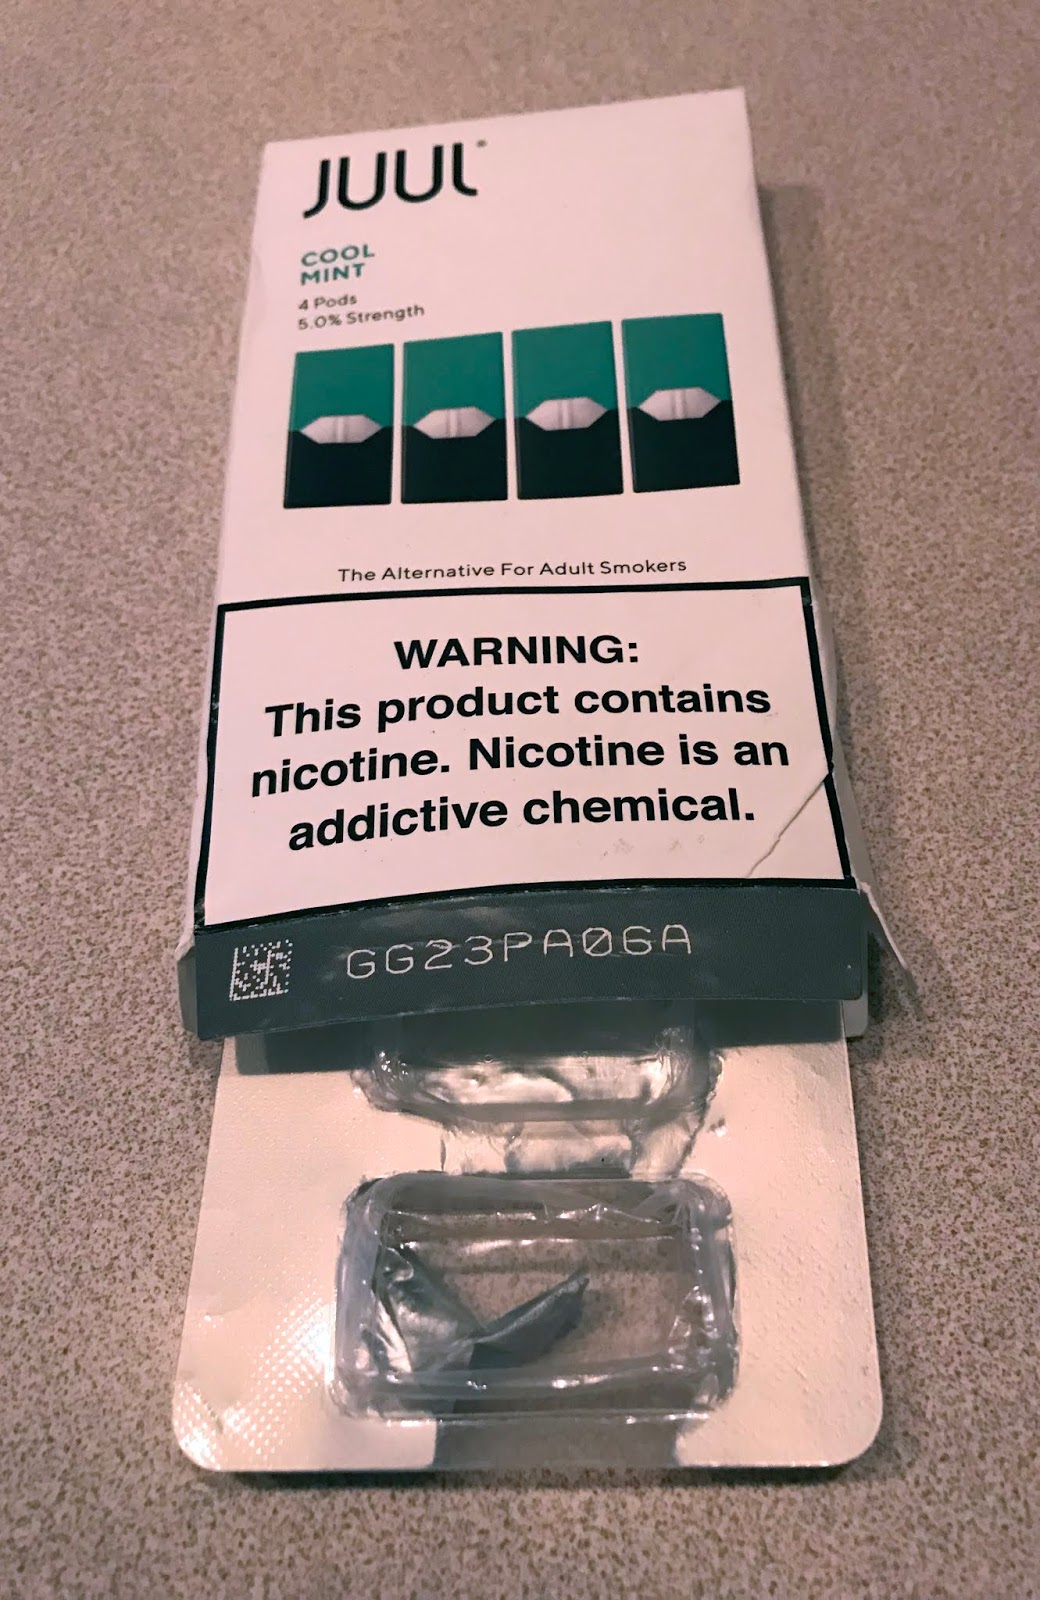 JUUL
COOL
MINT
4 Pods
5.0% Strength
The Alternative For Adult Smokers
WARNING:
This product contains
nicotine. Nicotine is an
addictive chemical.
GG23PA06A